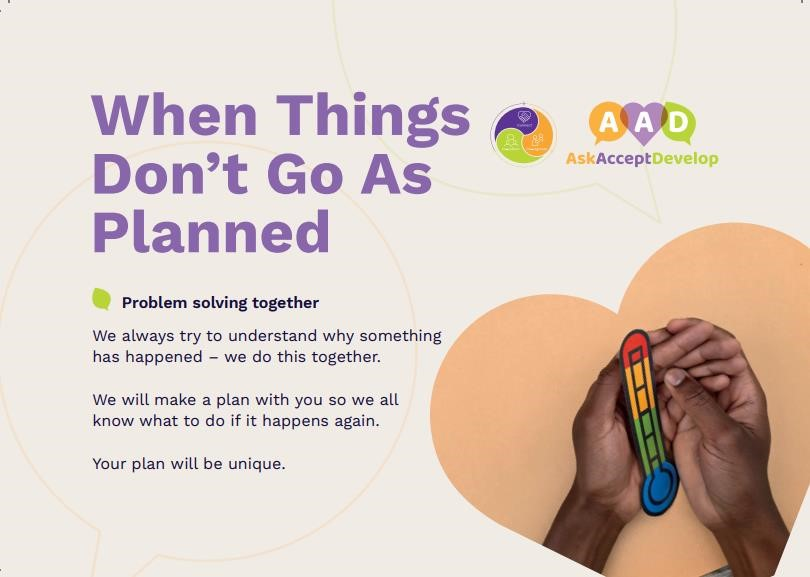 When Things
Don’t Go As
Planned
A A D
AskAcceptDevelop
Problem solving together
We always try to understand why something
has happened – we do this together.
We will make a plan with you so we all
know what to do if it happens again.
Your plan will be unique.